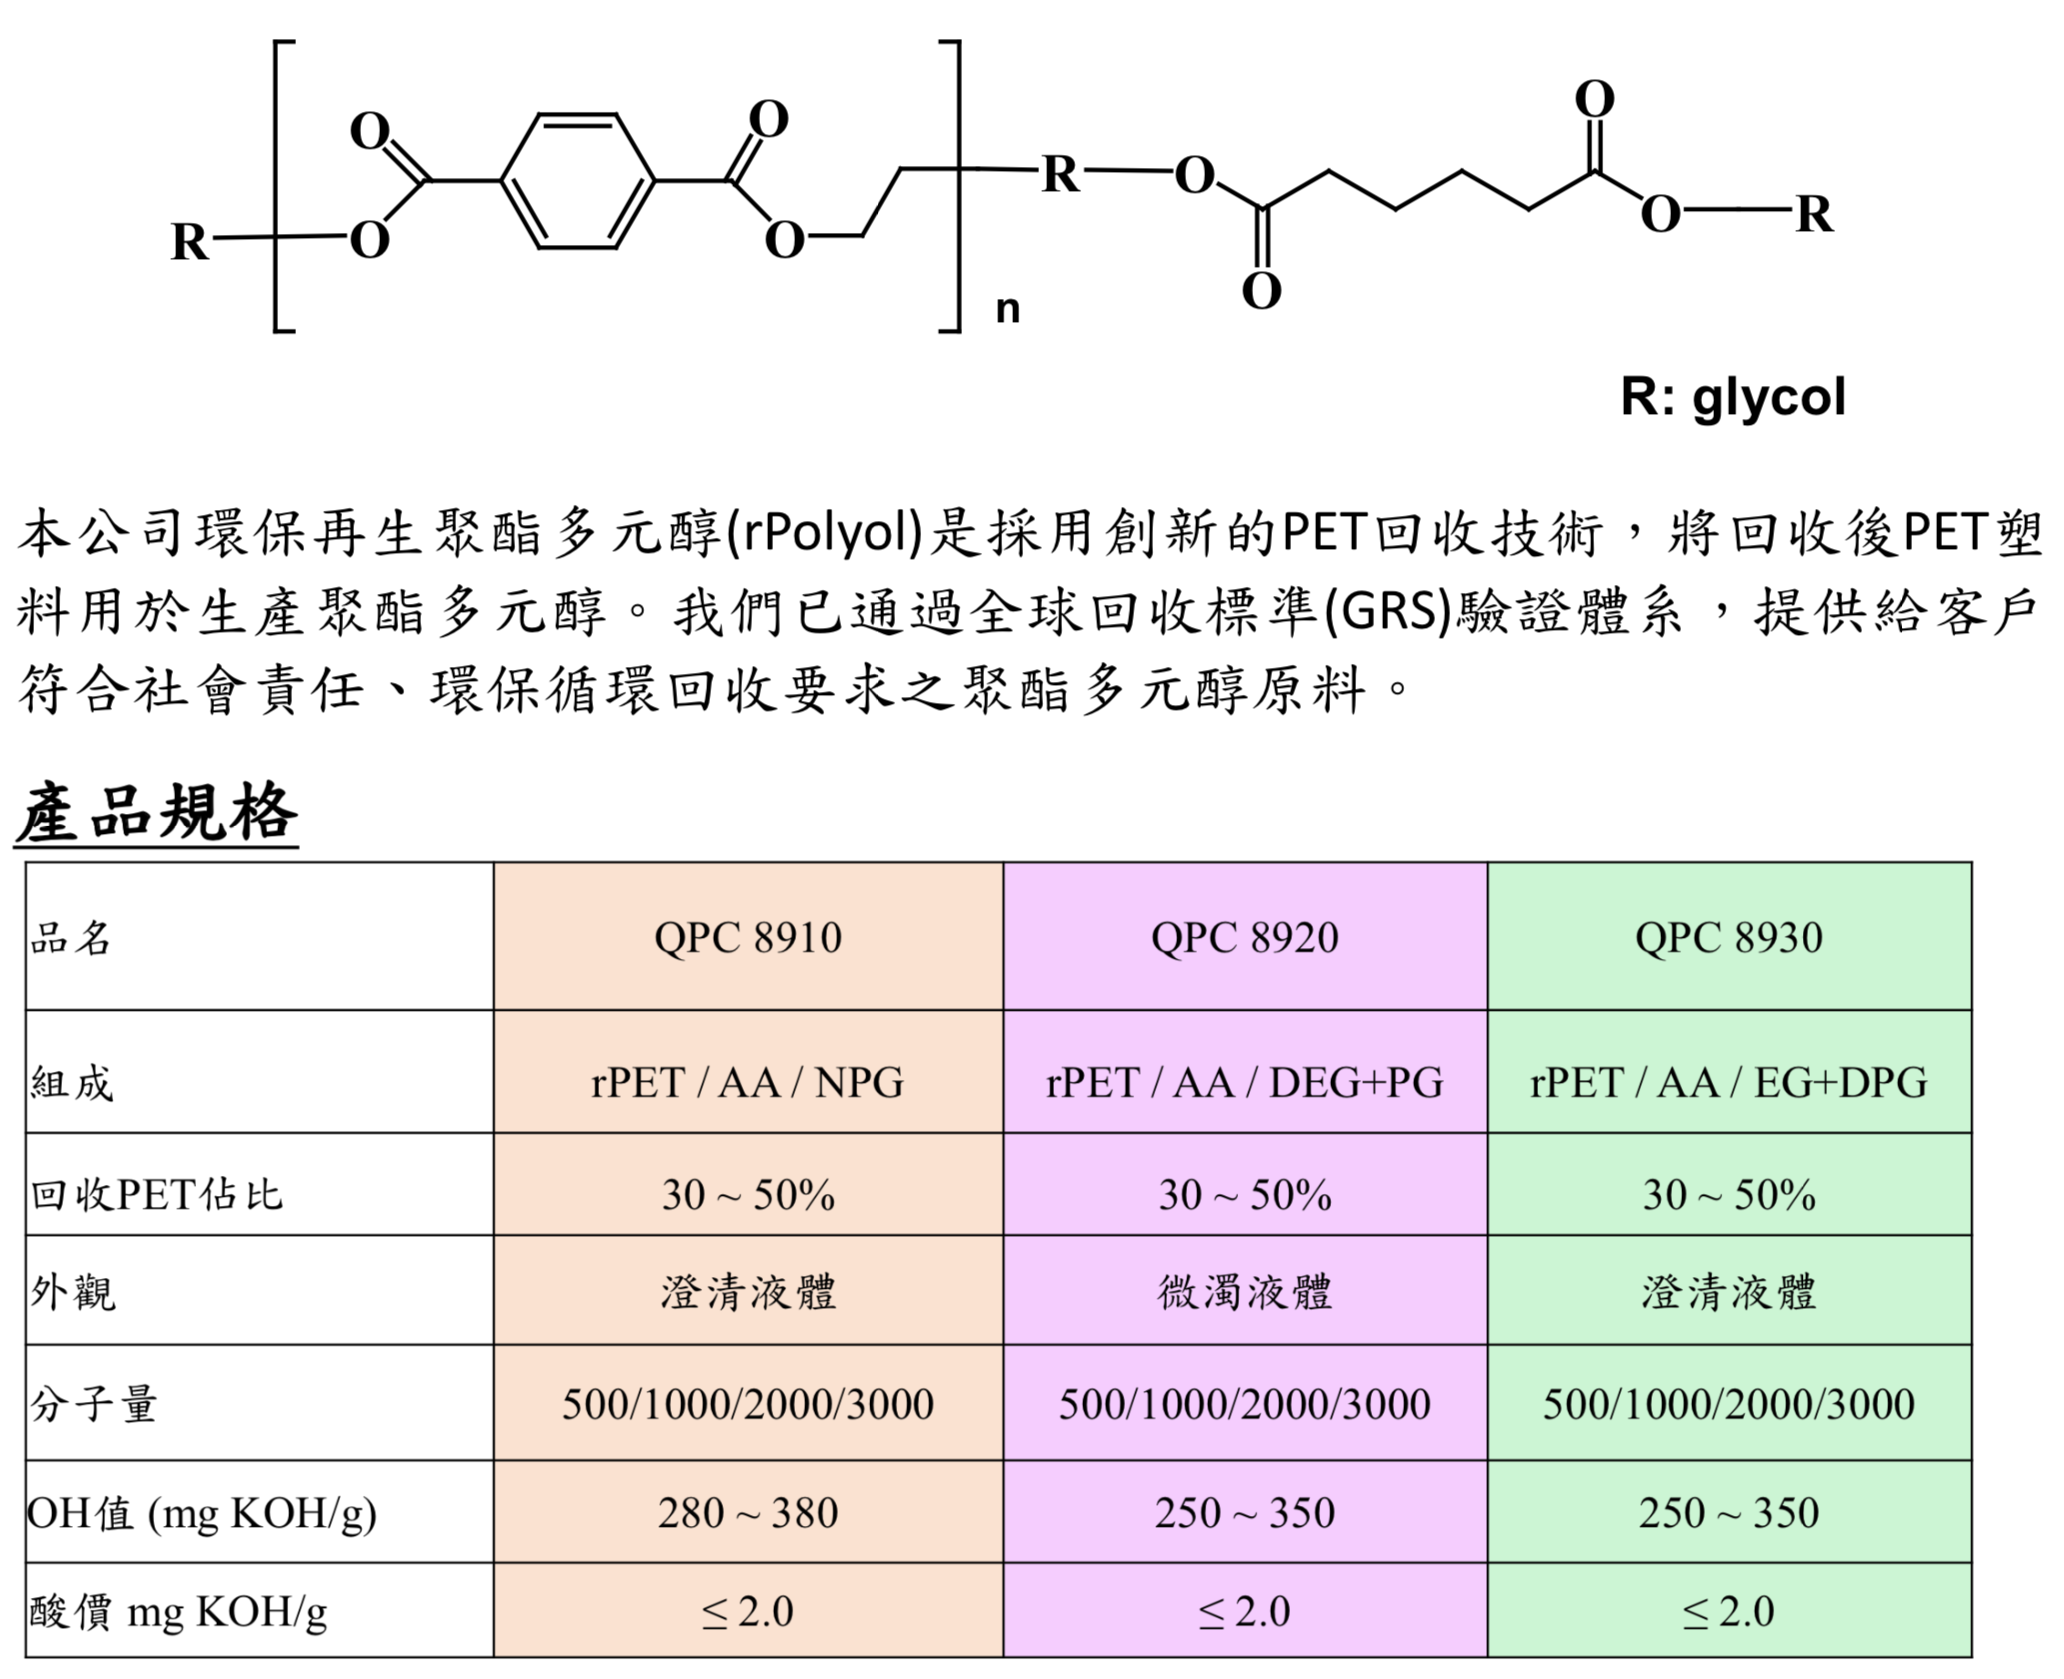 O O O
R O O R O O R
n O
R: glycol
本公司環保再生聚酯多元醇(rPolyol)是採用創新的PET回收技術，將回收後PET塑
料用於生產聚酯多元醇。我們已通過全球回收標準(GRS)驗證體系，提供給客戶
符合社會責任、環保循環回收要求之聚酯多元醇原料。
產品規格
品名 QPC 8910 QPC 8920 QPC 8930
組成 rPET / AA / NPG rPET / AA / DEG+PG rPET / AA / EG+DPG
回收PET佔比 30 ~ 50% 30 ~ 50% 30 ~ 50%
外觀 澄清液體 微濁液體 澄清液體
分子量 500/1000/2000/3000 500/1000/2000/3000 500/1000/2000/3000
OH值 (mg KOH/g) 280 ~ 380 250 ~ 350 250 ~ 350
酸價 mg KOH/g ≤ 2.0 ≤ 2.0 ≤ 2.0